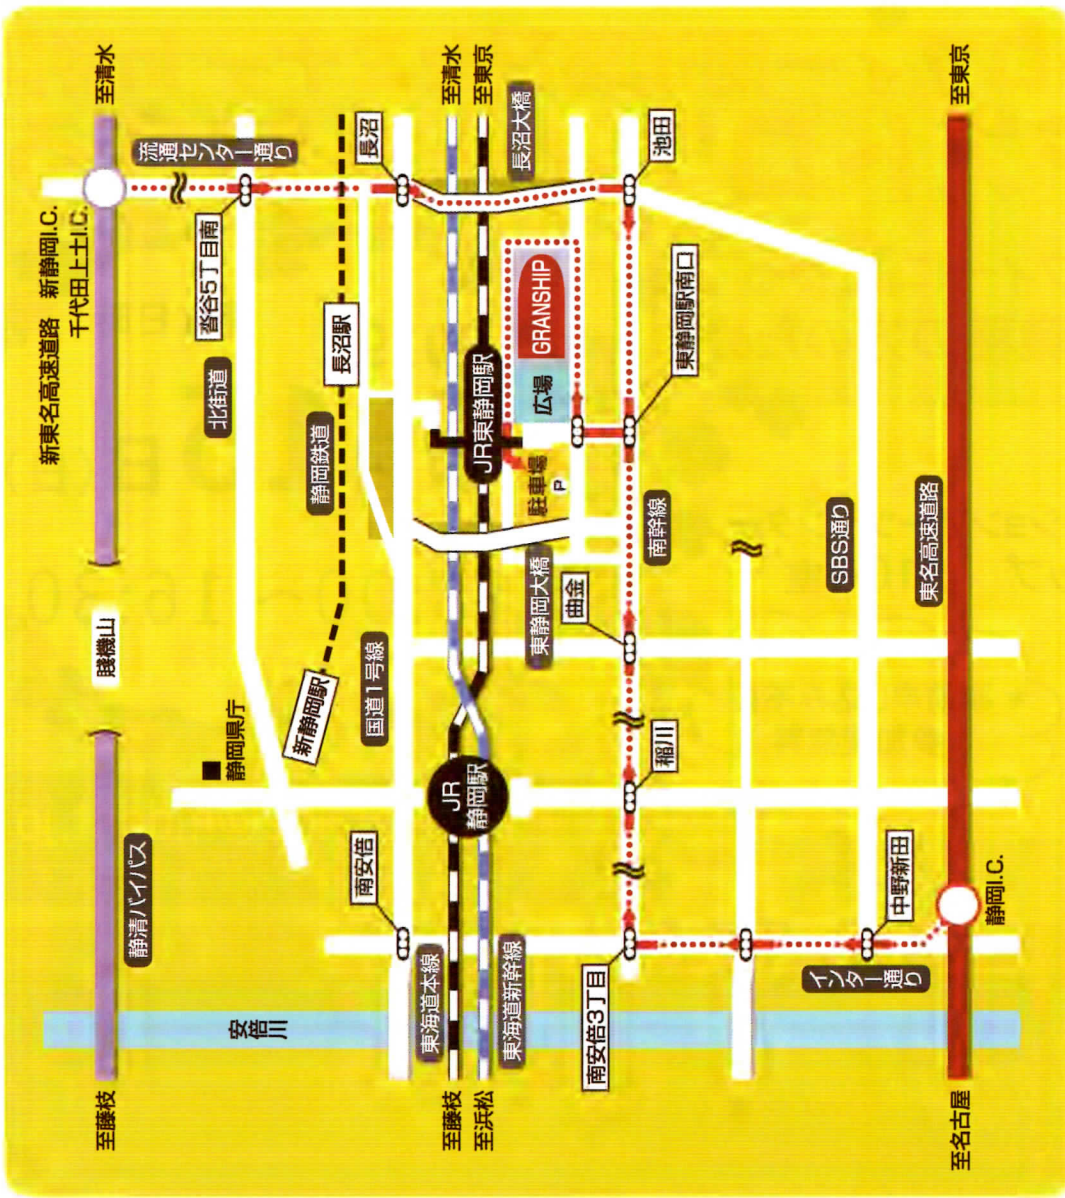 至藤枝
静清バイパス
賤機山
新東名高速道路 新静岡I.C.
千代田上土I.C.
至清水
流通センター通り
安倍川
静岡県庁
北街道
沓谷5丁目南
新静岡駅
静岡鉄道
長沼駅
南安倍
国道1号線
長沼
至藤枝
東海道本線
至清水
至浜松
東海道新幹線
至東京
JR
静岡駅
JR東静岡駅
長沼大橋
東静岡大橋
駐車場
P
広場
GRANSHIP
曲金
南安倍3丁目
稲川
南幹線
東静岡駅南口
池田
インター通り
中野新田
SBS通り
東名高速道路
静岡I.C.
至名古屋
至東京